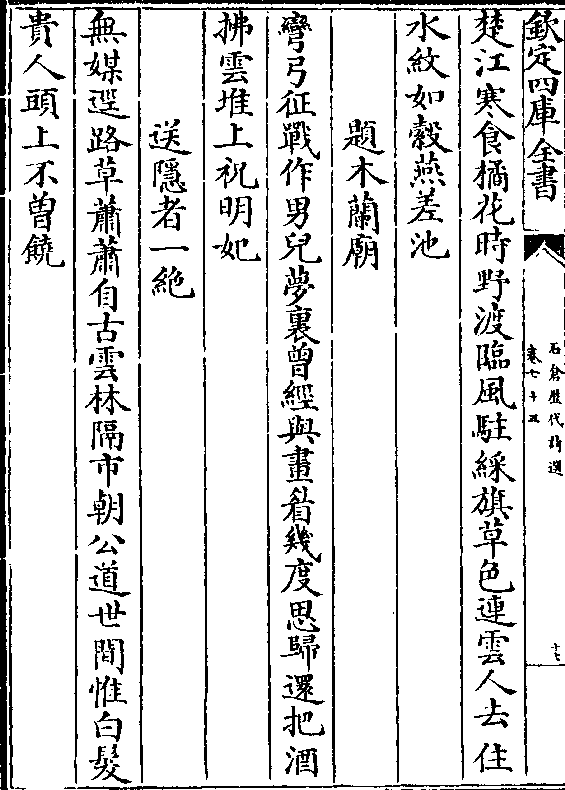 欽定四庫全書
石倉歷代詩選
卷七十五
十七
楚江寒食橘花時野渡臨風駐綵旗草色連雲人去住
水紋如縠燕差池
題木蘭廟
彎弓征戰作男兒夢裏曾經與畫眉幾度思歸還把酒
拂雲堆上祝明妃
送隱者一絶
無媒逕路草蕭蕭自古雲林隔市朝公道世間惟白髮
貴人頭上不曽饒